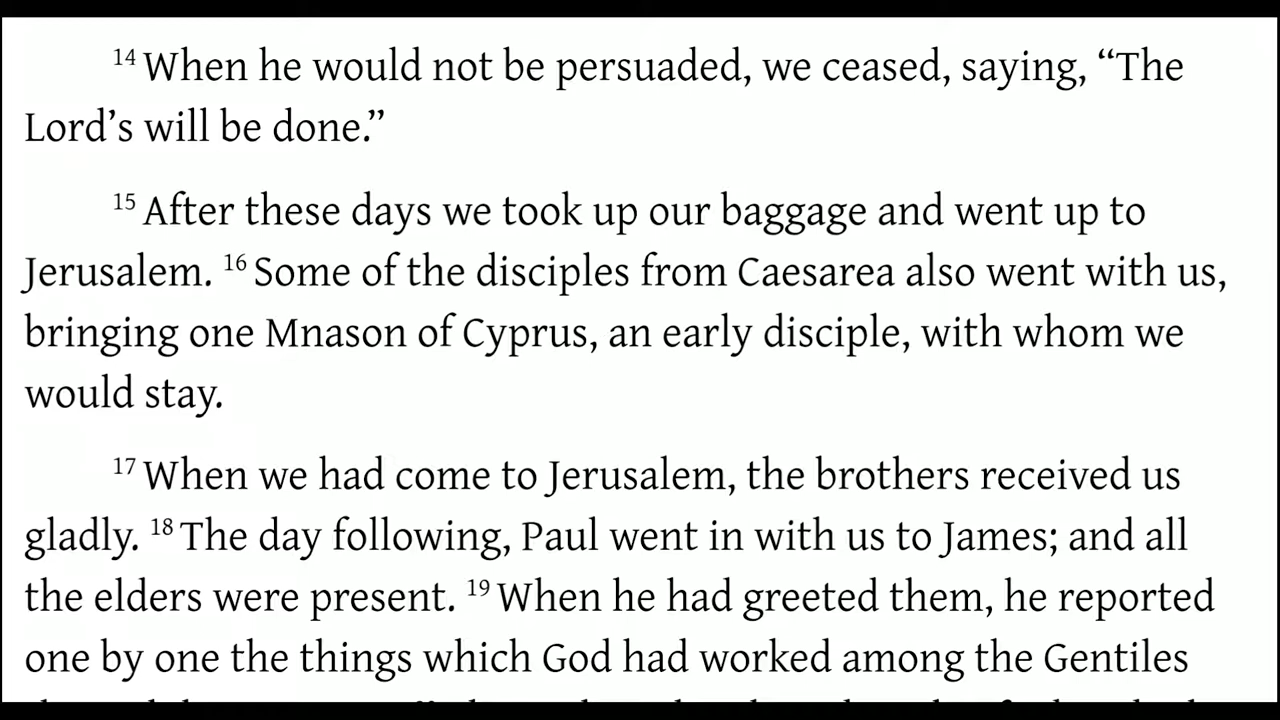 14 When he would not be persuaded, we ceased, saying, “The
Lord’s will be done.”
15 After these days we took up our baggage and went up to
Jerusalem. 16 Some of the disciples from Caesarea also went with us,
bringing one Mnason of Cyprus, an early disciple, with whom we
would stay.
17 When we had come to Jerusalem, the brothers received us
gladly. 18 The day following, Paul went in with us to James; and all
the elders were present. 19 When he had greeted them, he reported
one by one the things which God had worked among the Gentiles